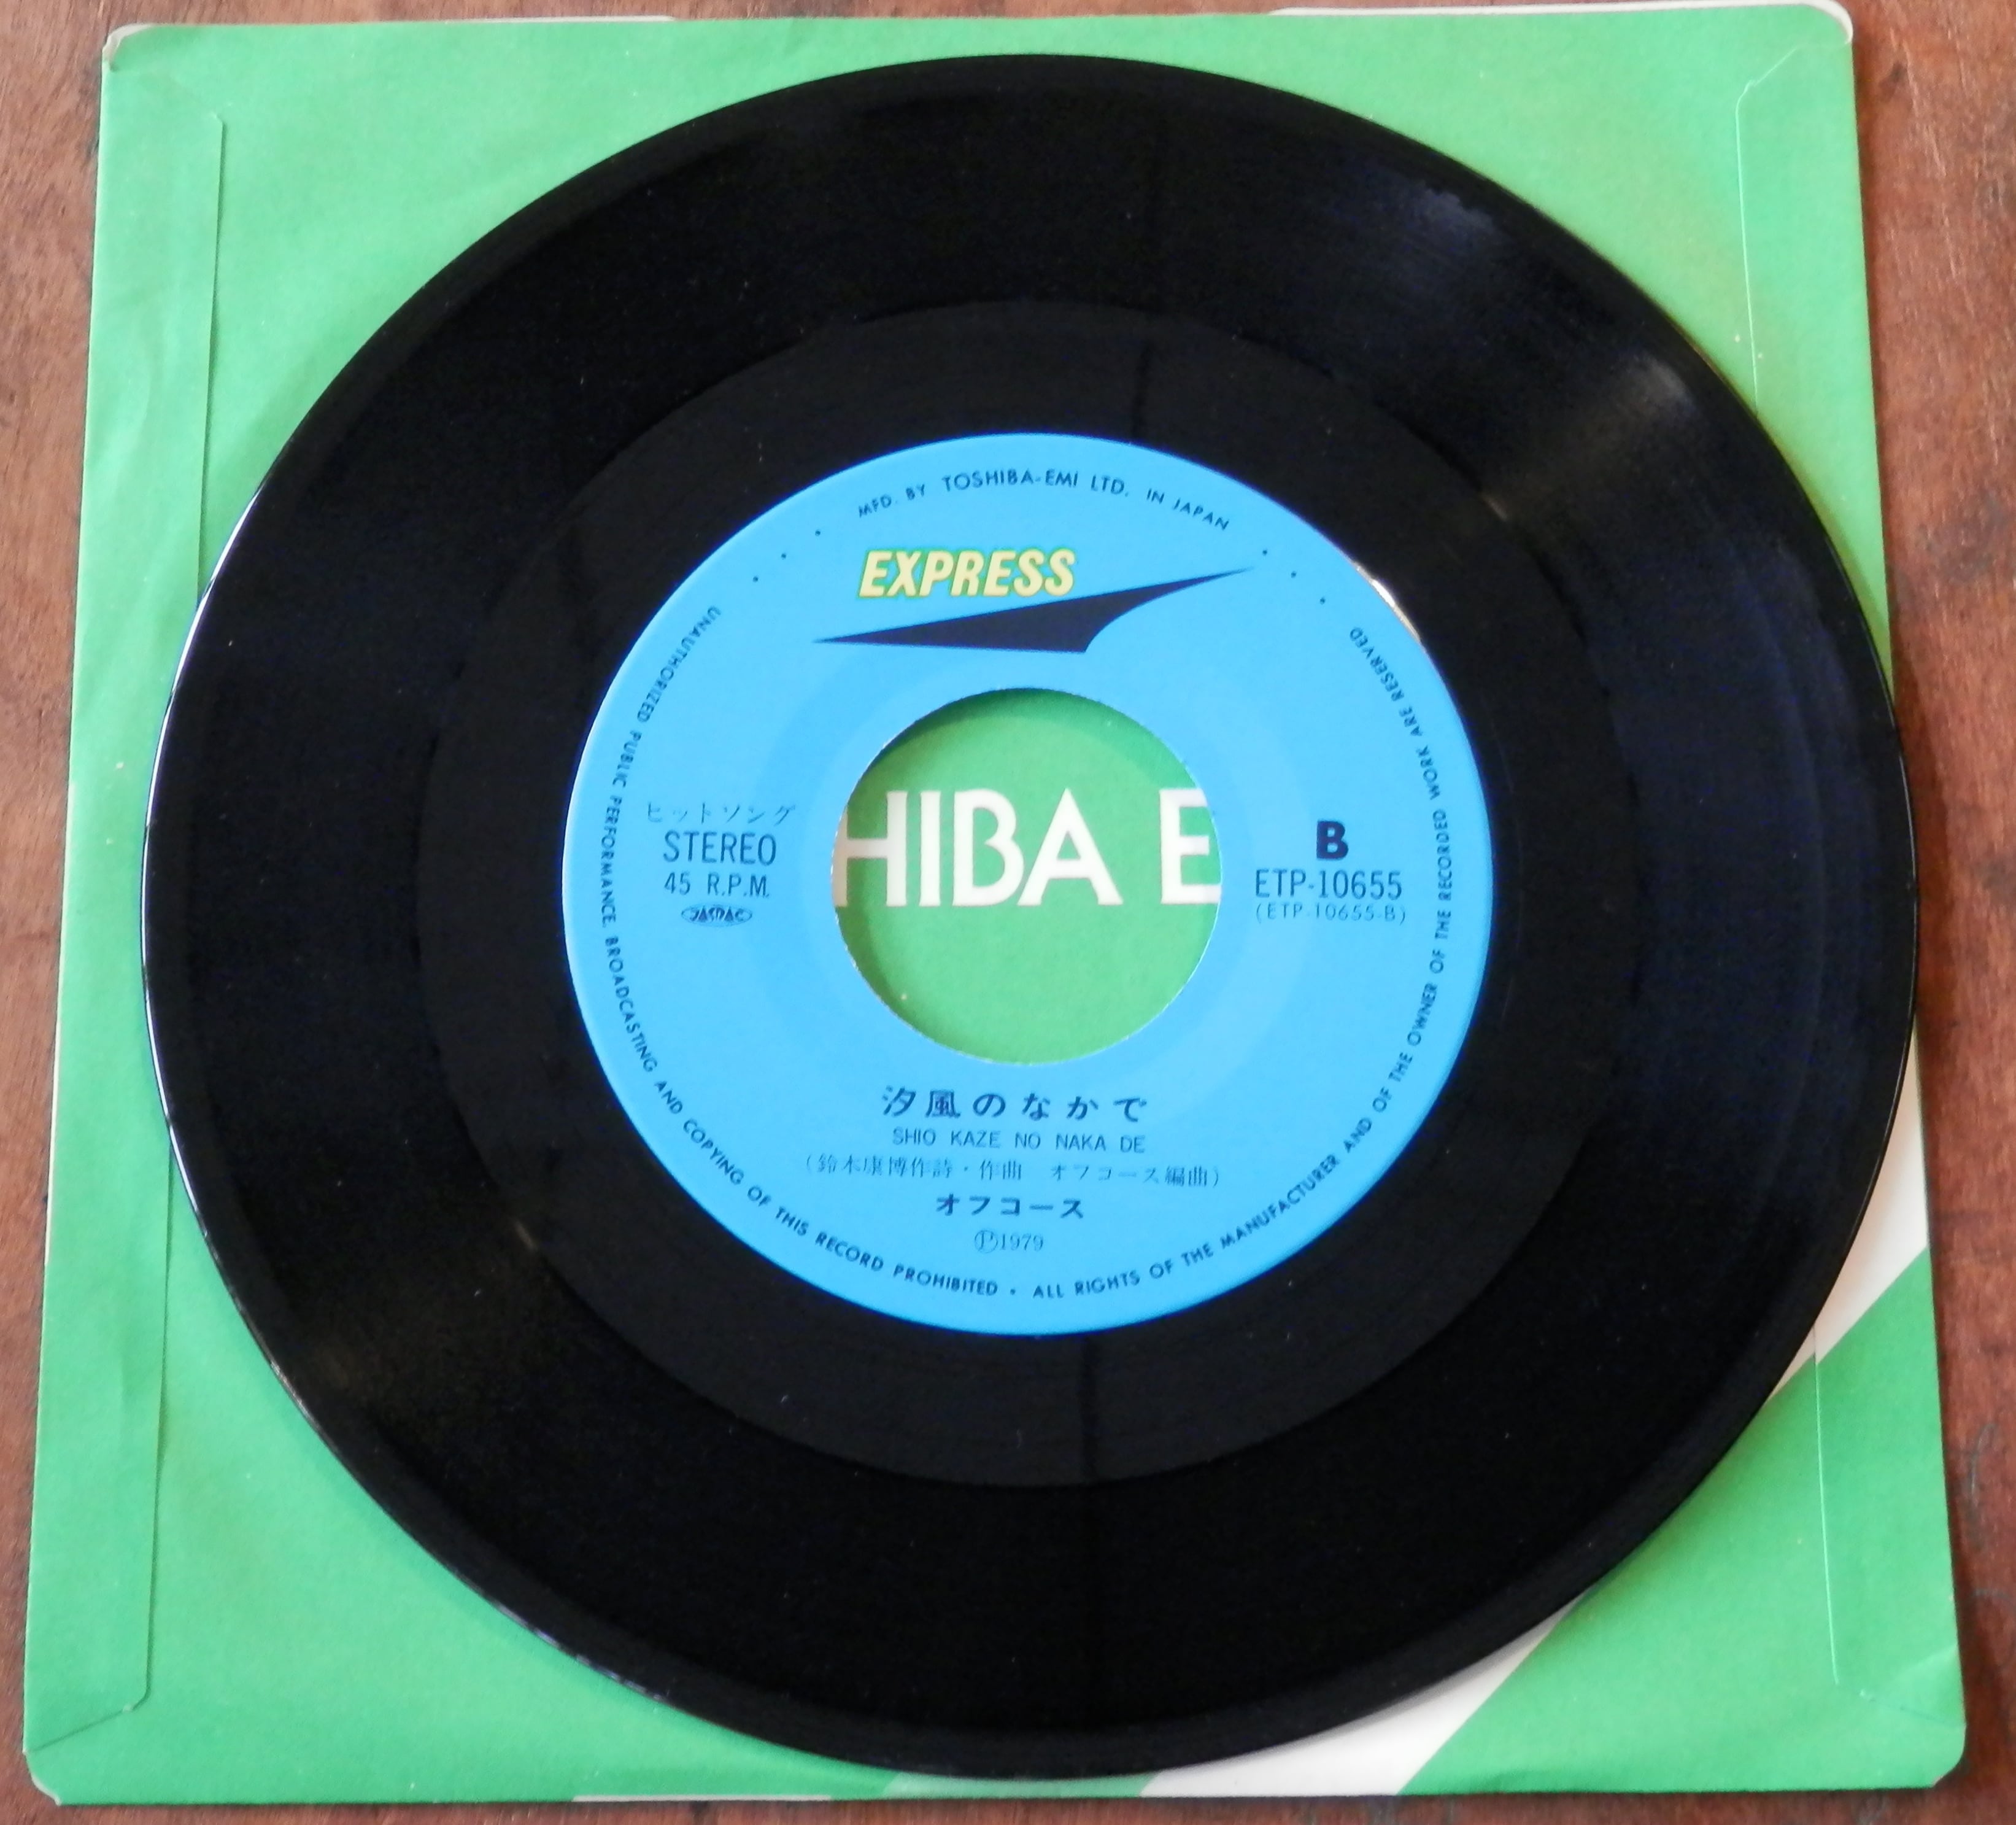 MFD. BY TOSHIBA-EMI LTD. IN JAPAN
EXPRESS
ヒットソング
STEREO
45 R.P.M.
JASRAC
HIBA E
B
ETP-10655
(ETP-10655-B)
汐風のなかで
SHIO KAZE NO NAKA DE
(鈴木康博作詩・作曲 オフコース編曲)
オフコース
Ⓟ1979
UNAUTHORIZED PUBLIC PERFORMANCE, BROADCASTING AND COPYING OF THIS RECORD PROHIBITED • ALL RIGHTS OF THE MANUFACTURER AND OF THE OWNER OF THE RECORDED WORK ARE RESERVED